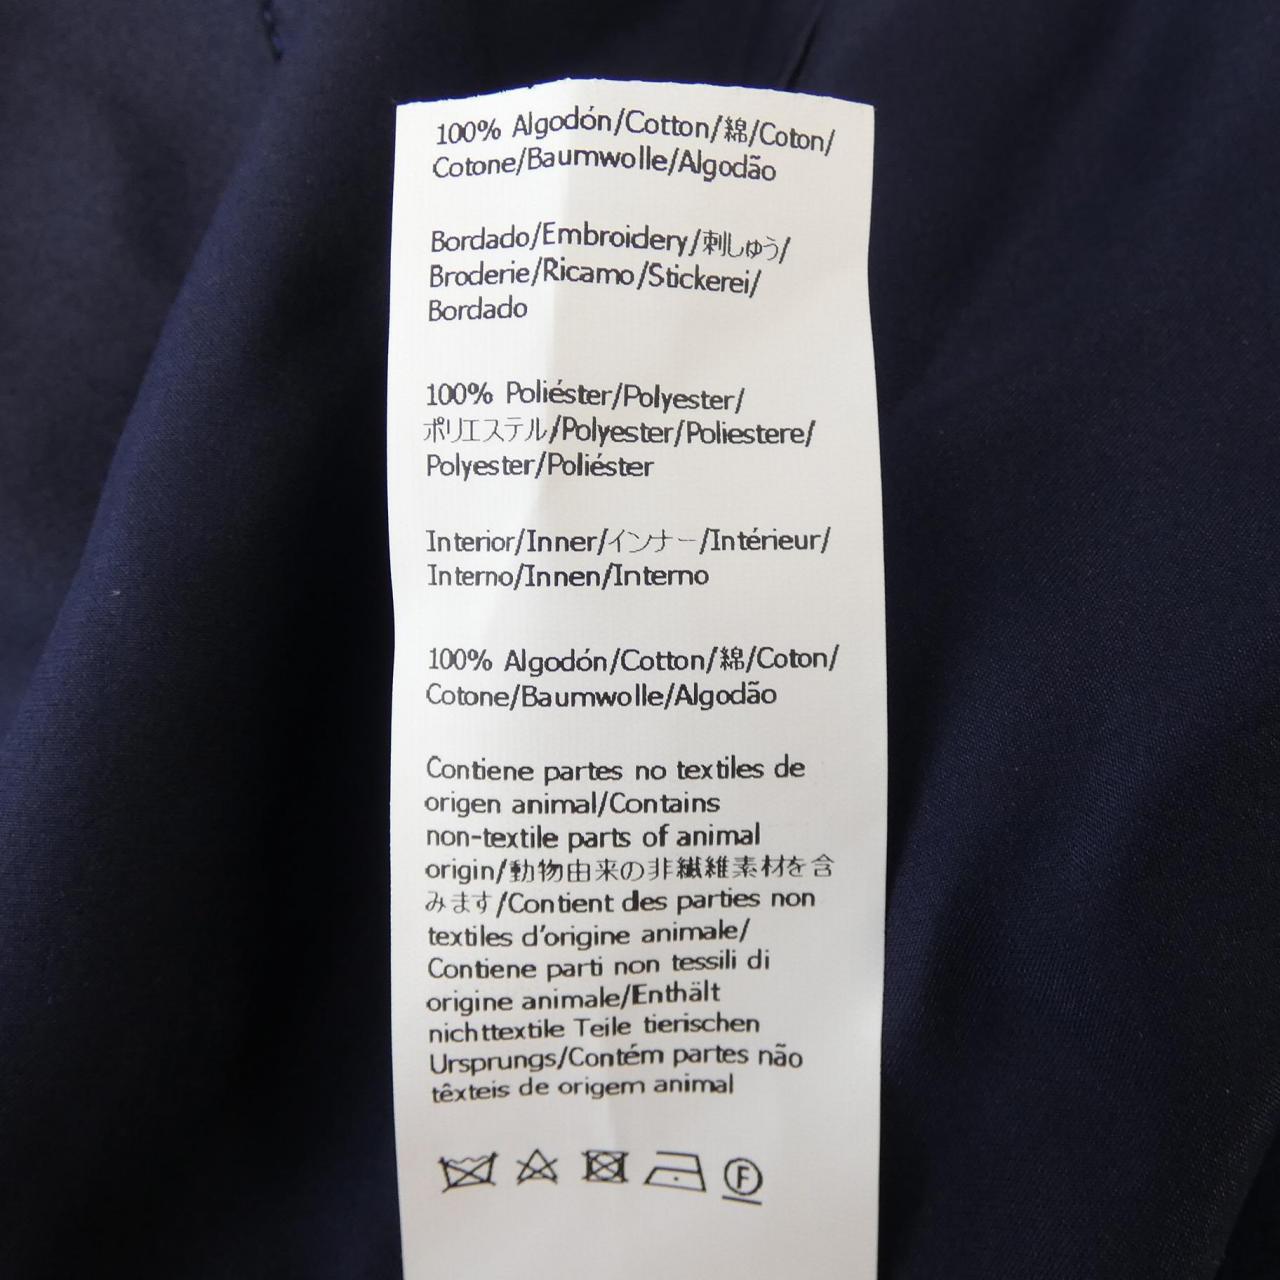 100% Algodón/Cotton/綿/Coton/
Cotone/Baumwolle/Algodão
Bordado/Embroidery/刺しゅう/
Broderie/Ricamo/Stickerei/
Bordado
100% Poliéster/Polyester/
ポリエステル/Polyester/Poliestere/
Polyester/Poliéster
Interior/Inner/インナー/Intérieur/
Interno/Innen/Interno
100% Algodón/Cotton/綿/Coton/
Cotone/Baumwolle/Algodão
Contiene partes no textiles de
origen animal/Contains
non-textile parts of animal
origin/動物由来の非繊維素材を含
みます/Contient des parties non
textiles d'origine animale/
Contiene parti non tessili di
origine animale/Enthält
nichttextile Teile tierischen
Ursprungs/Contém partes não
têxteis de origem animal
F